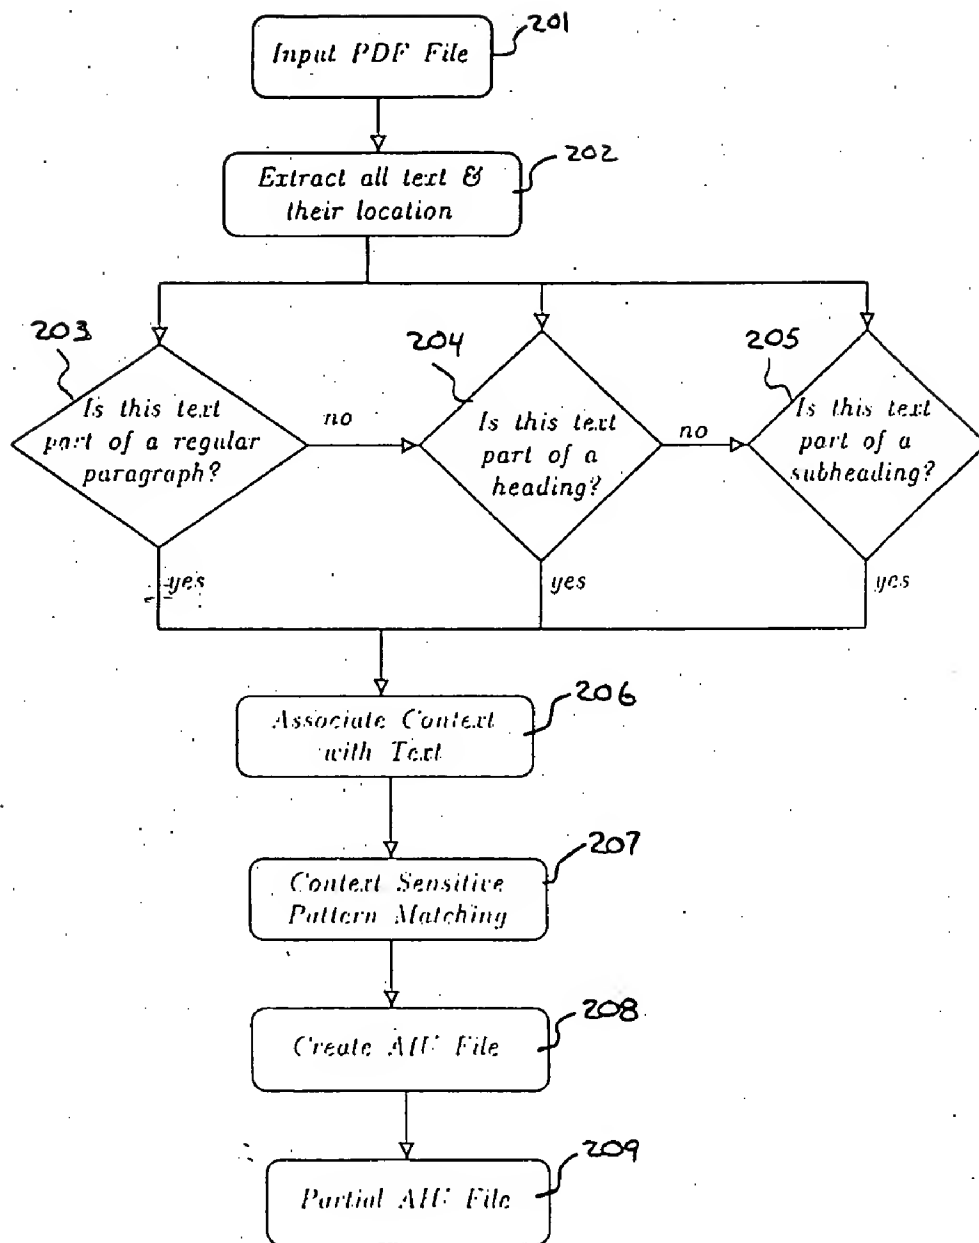 201
Input PDF File
202
Extract all text &
their location
203
Is this text
part of a regular
paragraph?
no
204
Is this text
part of a
heading?
no
205
Is this text
part of a
subheading?
yes
yes
yes
206
Associate Context
with Text
207
Context Sensitive
Pattern Matching
208
Create File
209
Partial File